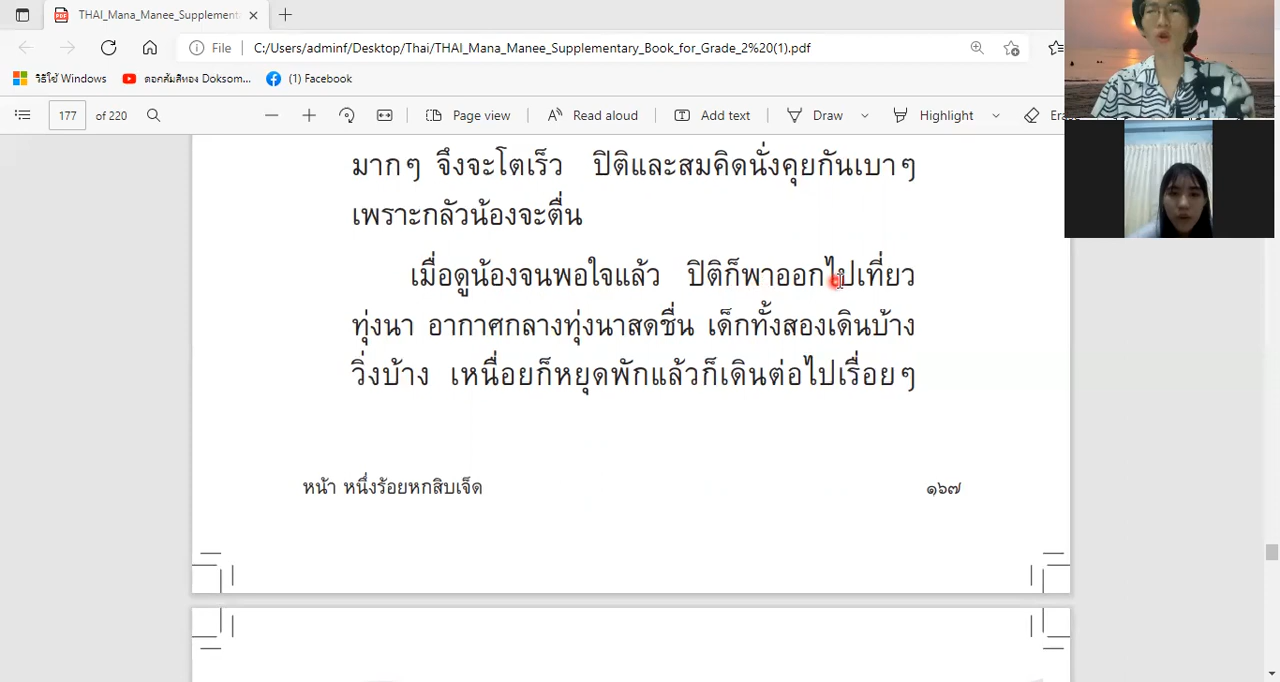 THAI_Mana_Manee_Supplementa
File
C:/Users/adminf/Desktop/Thai/THAI_Mana_Manee_Supplementary_Book_for_Grade_2%20(1).pdf
วิธีใช้ Windows
ดอกส้มสีทอง Doksom...
(1) Facebook
177 of 220
Page view
Read aloud
Add text
Draw
Highlight
มากๆ จึงจะโตเร็ว ปิติและสมคิดนั่งคุยกันเบาๆ
เพราะกลัวน้องจะตื่น
เมื่อดูน้องจนพอใจแล้ว ปิติก็พาออกไปเที่ยว
ทุ่งนา อากาศกลางทุ่งนาสดชื่น เด็กทั้งสองเดินบ้าง
วิ่งบ้าง เหนื่อยก็หยุดพักแล้วก็เดินต่อไปเรื่อยๆ
หน้า หนึ่งร้อยหกสิบเจ็ด
๑๖๗